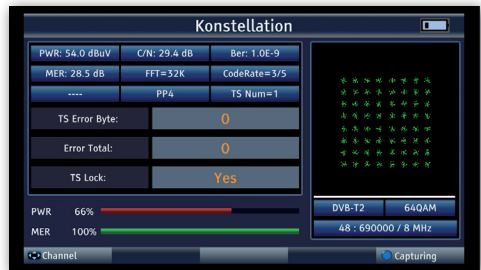 Konstellation
PWR: 54.0 dBuV C/N: 29.4 dB Ber: 1.0E-9
MER: 28.5 dB FFT=32K CodeRate=3/5
---- PP4 TS Num=1
TS Error Byte: 0
Error Total: 0
TS Lock: Yes
PWR 66%
MER 100%
DVB-T2 64QAM
48 : 690000 / 8 MHz
Channel Capturing